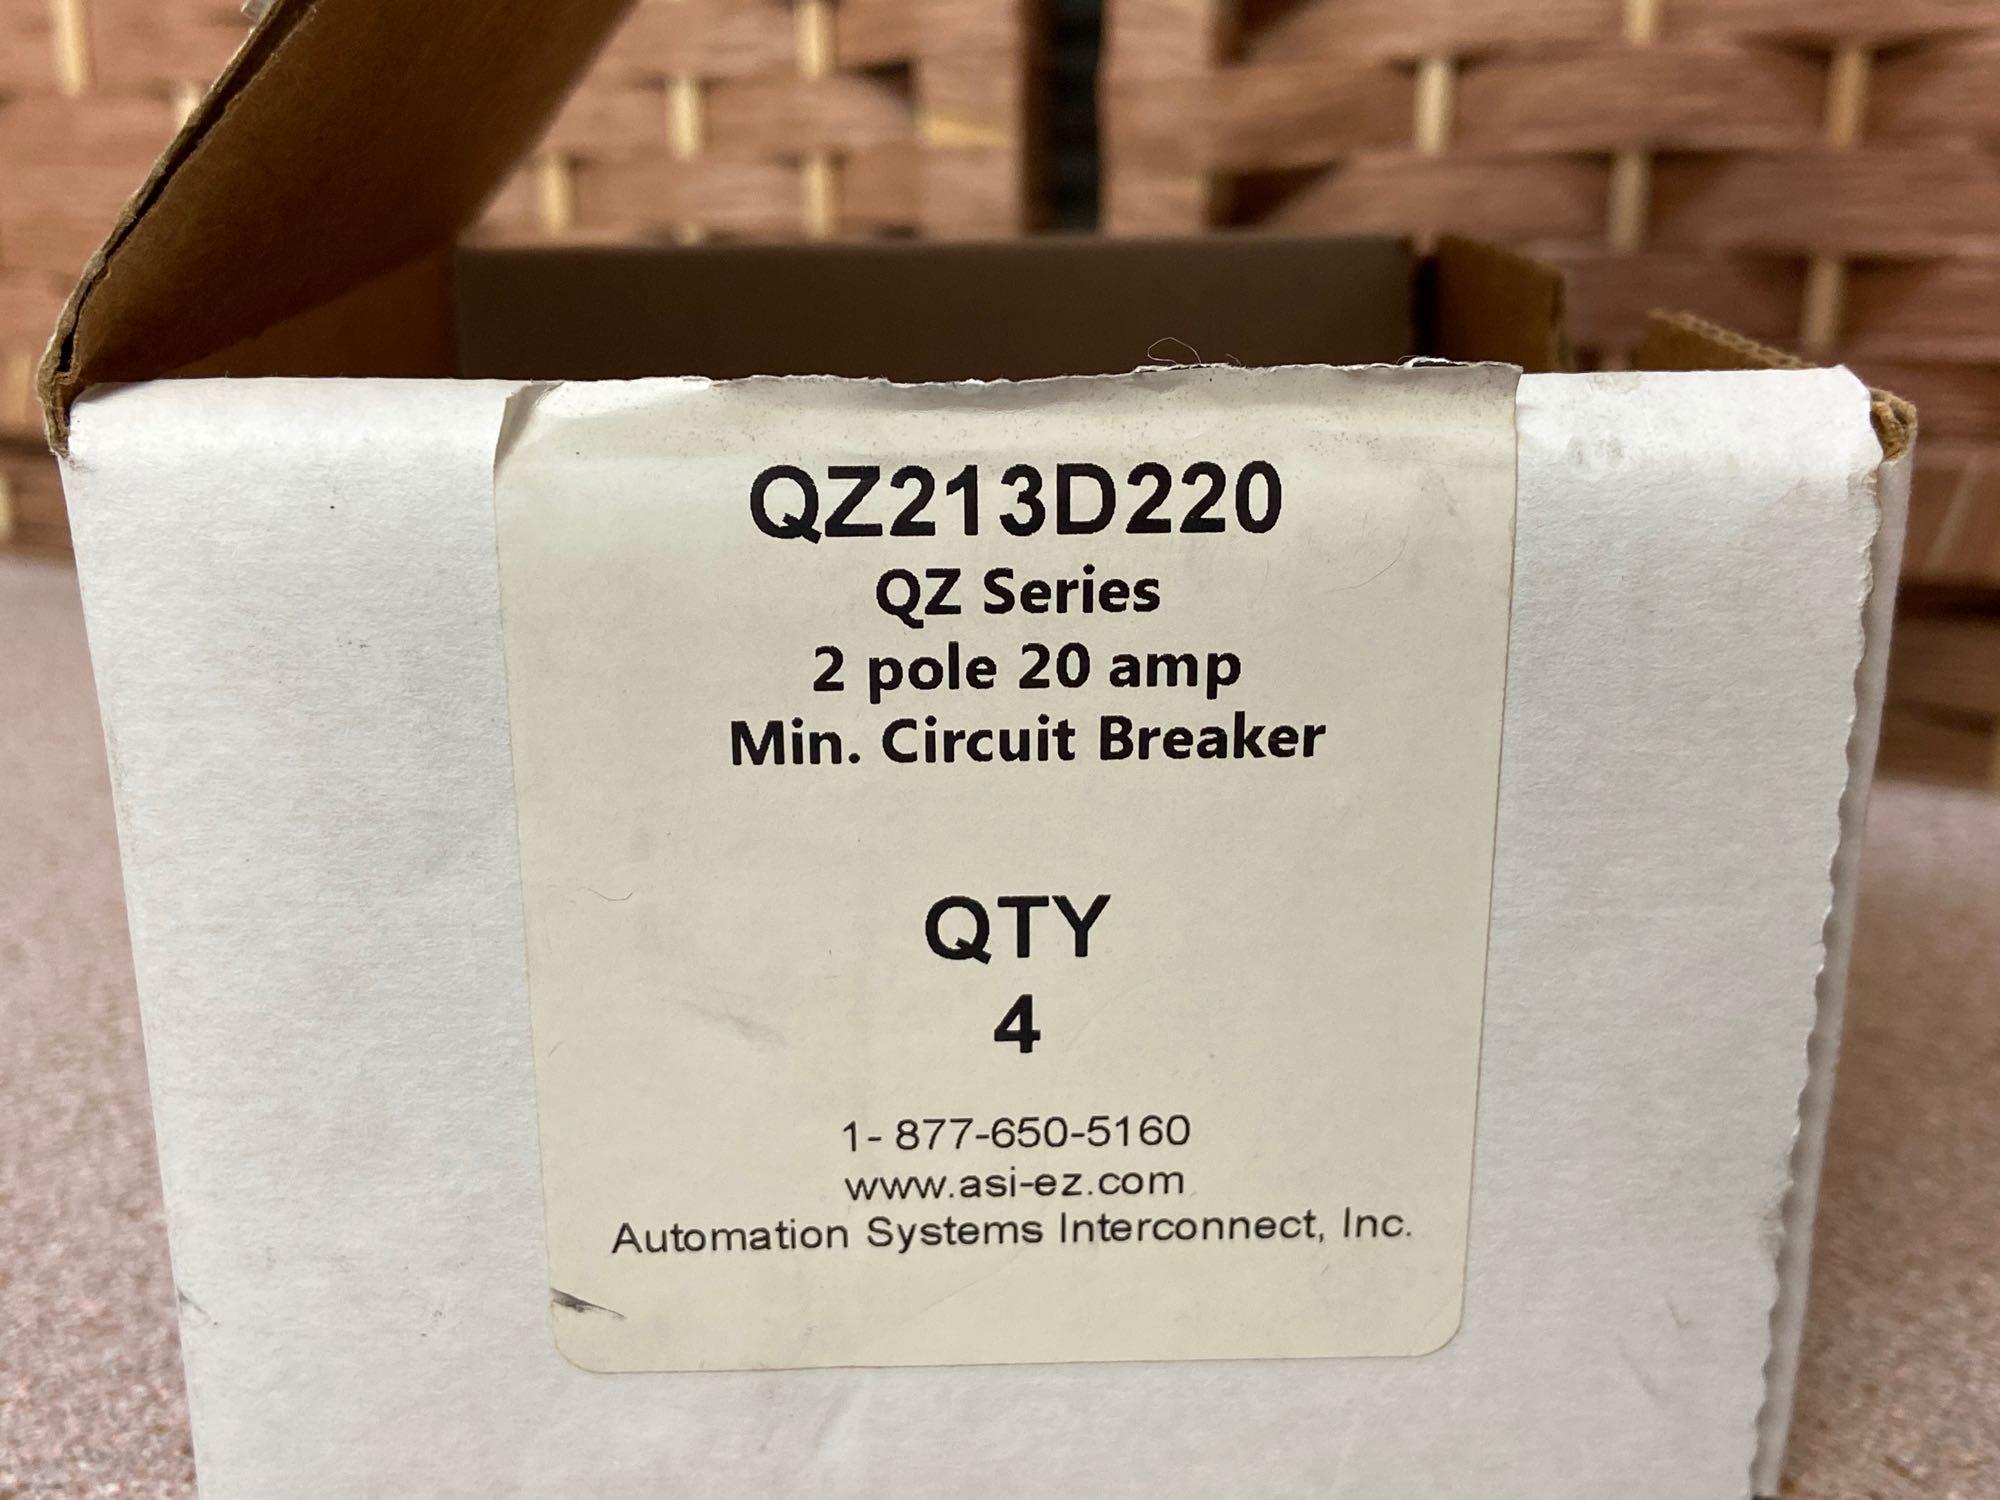 QZ213D220
QZ Series
2 pole 20 amp
Min. Circuit Breaker
QTY
4
1- 877-650-5160
www.asi-ez.com
Automation Systems Interconnect, Inc.